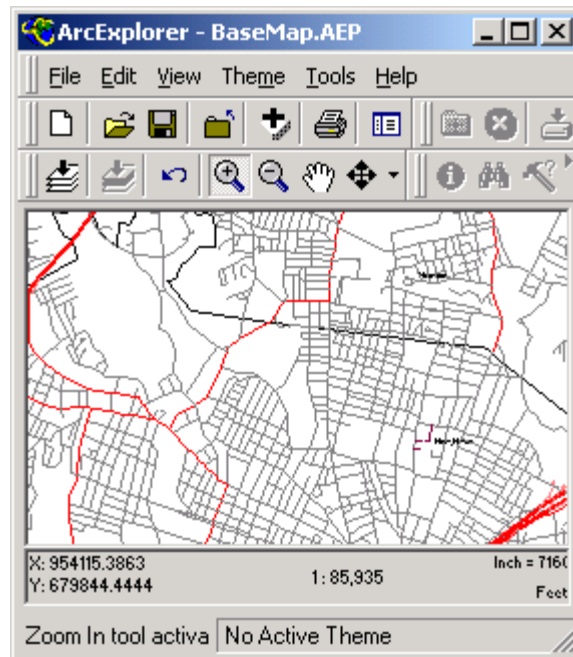 ArcExplorer - BaseMap.AEP
File Edit View Theme Tools Help
X: 954115.3863
Y: 679844.4444
1: 85,935
Inch = 7160
Feet
Zoom In tool activa
No Active Theme